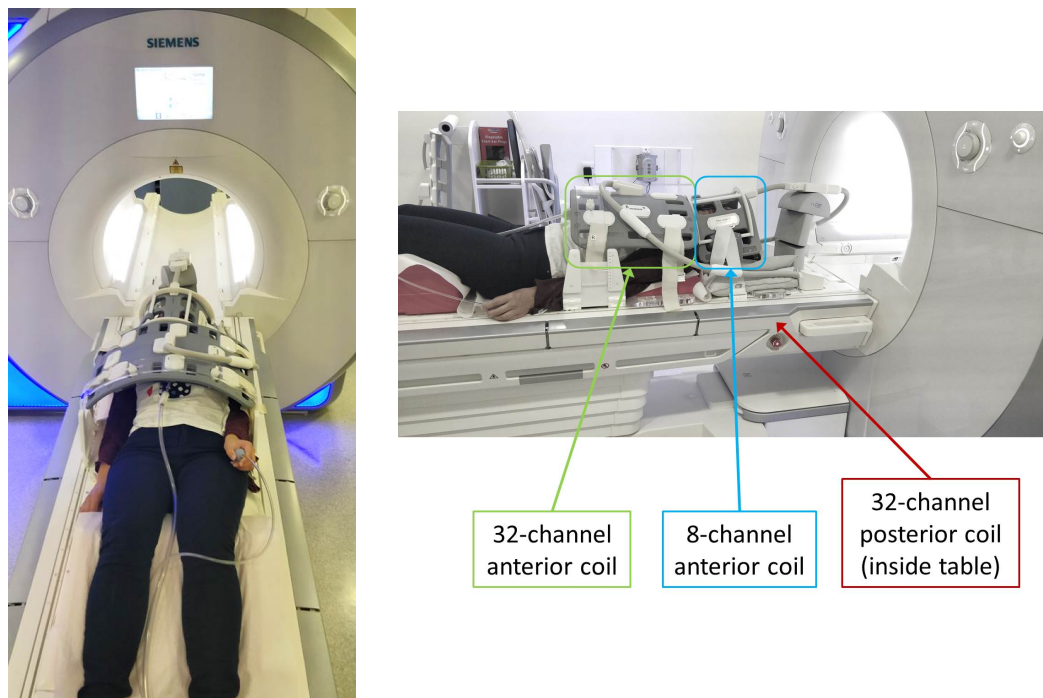 SIEMENS
32-channel
anterior coil
8-channel
anterior coil
32-channel
posterior coil
(inside table)